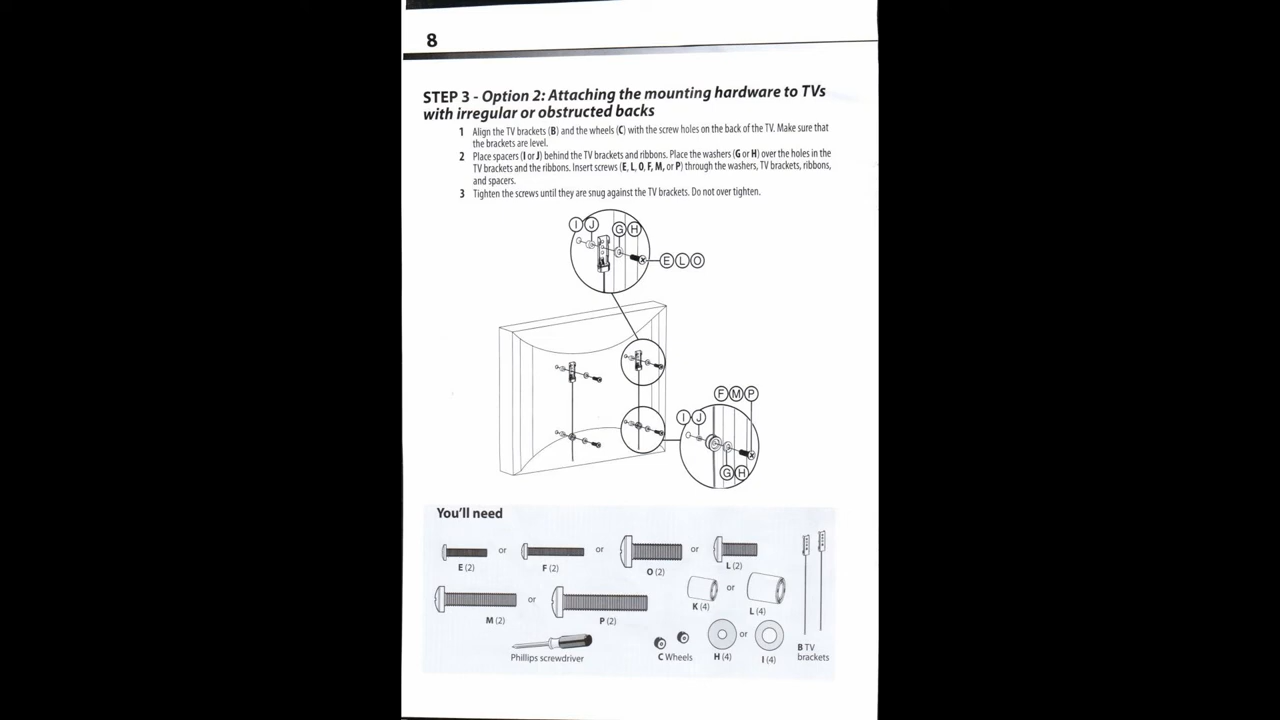 8
STEP 3 - Option 2: Attaching the mounting hardware to TVs
with irregular or obstructed backs
1 Align the TV brackets (B) and the wheels (C) with the screw holes on the back of the TV. Make sure that
the brackets are level.
2 Place spacers (I or J) behind the TV brackets and ribbons. Place the washers (G or H) over the holes in the
TV brackets and the ribbons. Insert screws (E, L, O, F, M, or P) through the washers, TV brackets, ribbons,
and spacers.
3 Tighten the screws until they are snug against the TV brackets. Do not over tighten.
I J G H
E L O
F M P
I J
G H
You'll need
E (2) or F (2) or O (2) or L (2)
M (2) or P (2) K (4) or L (4)
Phillips screwdriver C Wheels H (4) or I (4) B TV
brackets